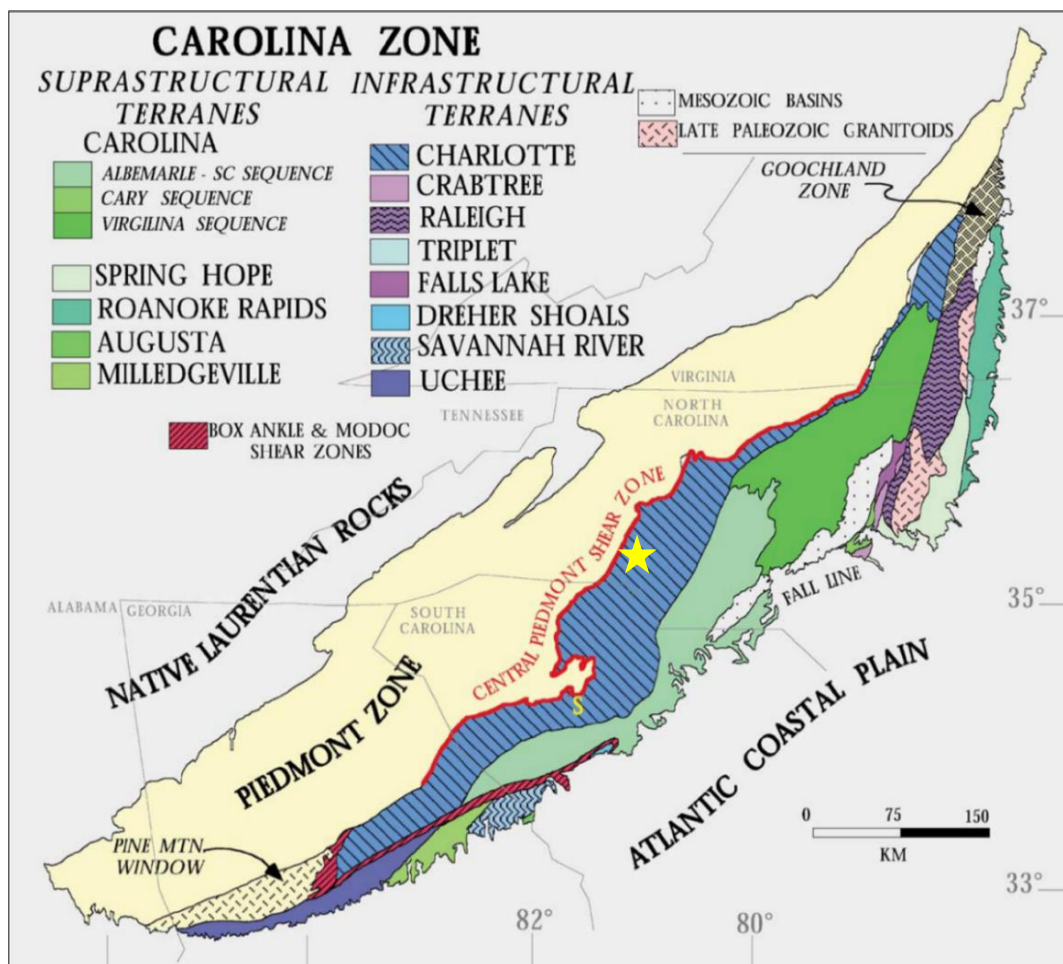 CAROLINA ZONE
SUPRASTRUCTURAL
TERRANES
CAROLINA
ALBEMARLE - SC SEQUENCE
CARY SEQUENCE
VIRGILINA SEQUENCE
SPRING HOPE
ROANOKE RAPIDS
AUGUSTA
MILLEDGEVILLE
INFRASTRUCTURAL
TERRANES
CHARLOTTE
CRABTREE
RALEIGH
TRIPLET
FALLS LAKE
DREHER SHOALS
SAVANNAH RIVER
UCHEE
MESOZOIC BASINS
LATE PALEOZOIC GRANITOIDS
GOOCHLAND
ZONE
BOX ANKLE & MODOC
SHEAR ZONES
37°
VIRGINIA
TENNESSEE
NORTH
CAROLINA
NATIVE LAURENTIAN ROCKS
CENTRAL PIEDMONT SHEAR ZONE
FALL LINE
35°
ALABAMA
GEORGIA
SOUTH
CAROLINA
PIEDMONT ZONE
S
ATLANTIC COASTAL PLAIN
PINE MTN.
WINDOW
0 75 150
KM
33°
82°
80°